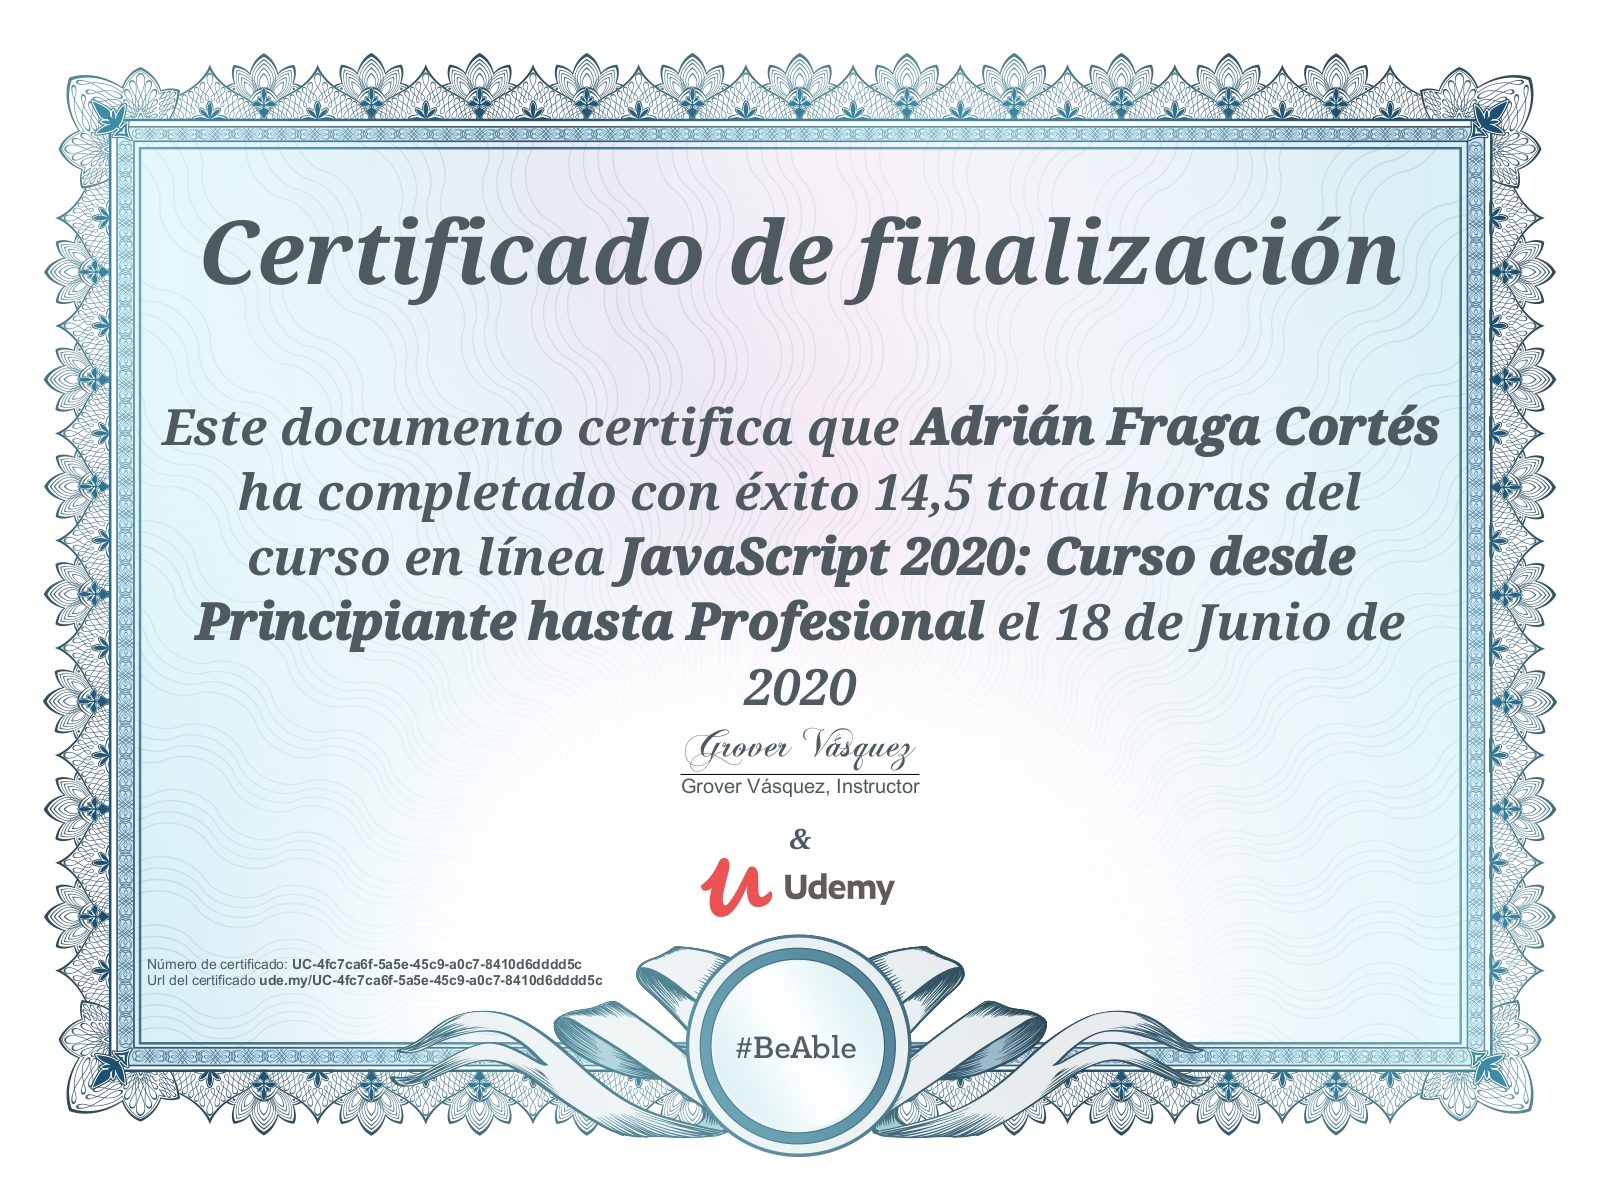 Certificado de finalización
Este documento certifica que Adrián Fraga Cortés
ha completado con éxito 14,5 total horas del
curso en línea JavaScript 2020: Curso desde
Principiante hasta Profesional el 18 de Junio de
2020
Grover Vásquez
Grover Vásquez, Instructor
&
Udemy
Número de certificado: UC-4fc7ca6f-5a5e-45c9-a0c7-8410d6dddd5c
Url del certificado ude.my/UC-4fc7ca6f-5a5e-45c9-a0c7-8410d6dddd5c
#BeAble